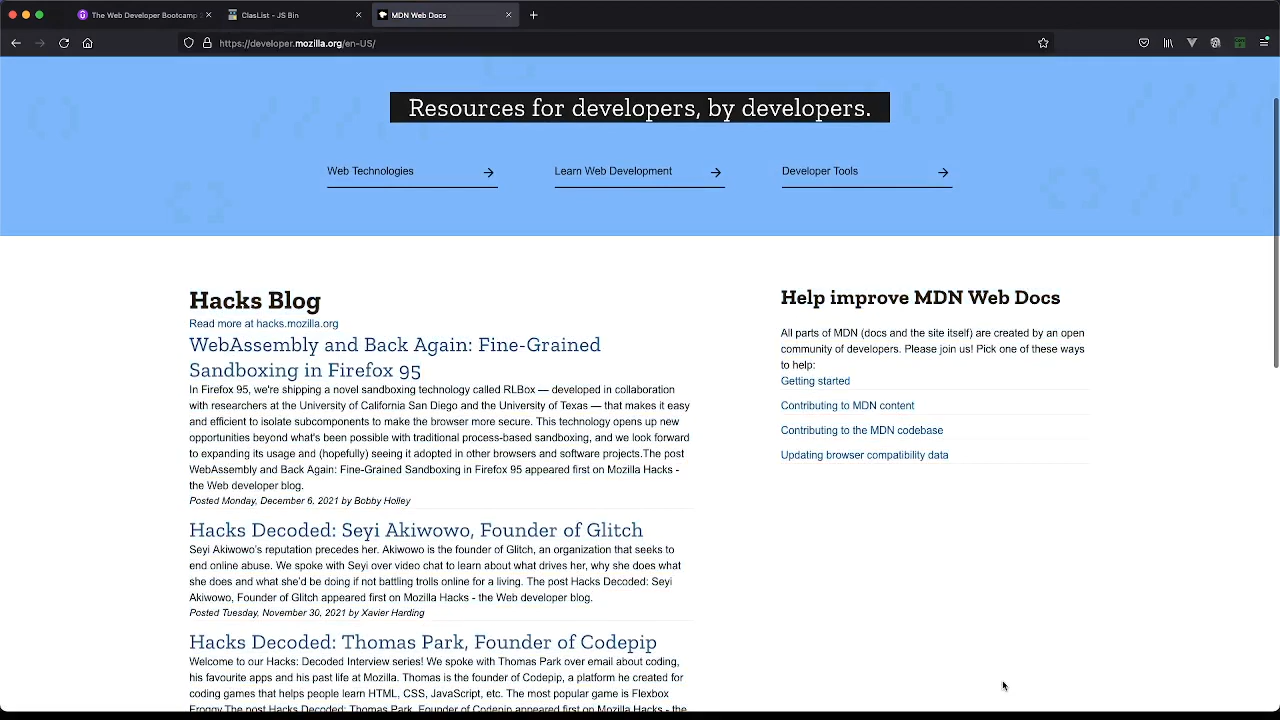 The Web Developer Bootcamp
ClasList - JS Bin
MDN Web Docs
https://developer.mozilla.org/en-US/
Resources for developers, by developers.
Web Technologies
Learn Web Development
Developer Tools
Hacks Blog
Read more at hacks.mozilla.org
WebAssembly and Back Again: Fine-Grained
Sandboxing in Firefox 95
In Firefox 95, we're shipping a novel sandboxing technology called RLBox — developed in collaboration
with researchers at the University of California San Diego and the University of Texas — that makes it easy
and efficient to isolate subcomponents to make the browser more secure. This technology opens up new
opportunities beyond what's been possible with traditional process-based sandboxing, and we look forward
to expanding its usage and (hopefully) seeing it adopted in other browsers and software projects.The post
WebAssembly and Back Again: Fine-Grained Sandboxing in Firefox 95 appeared first on Mozilla Hacks -
the Web developer blog.
Posted Monday, December 6, 2021 by Bobby Holley
Hacks Decoded: Seyi Akiwowo, Founder of Glitch
Seyi Akiwowo's reputation precedes her. Akiwowo is the founder of Glitch, an organization that seeks to
end online abuse. We spoke with Seyi over video chat to learn about what drives her, why she does what
she does and what she'd be doing if not battling trolls online for a living. The post Hacks Decoded: Seyi
Akiwowo, Founder of Glitch appeared first on Mozilla Hacks - the Web developer blog.
Posted Tuesday, November 30, 2021 by Xavier Harding
Hacks Decoded: Thomas Park, Founder of Codepip
Welcome to our Hacks: Decoded Interview series! We spoke with Thomas Park over email about coding,
his favourite apps and his past life at Mozilla. Thomas is the founder of Codepip, a platform he created for
coding games that helps people learn HTML, CSS, JavaScript, etc. The most popular game is Flexbox
Froggy.The post Hacks Decoded: Thomas Park, Founder of Codepip appeared first on Mozilla Hacks - the
Help improve MDN Web Docs
All parts of MDN (docs and the site itself) are created by an open
community of developers. Please join us! Pick one of these ways
to help:
Getting started
Contributing to MDN content
Contributing to the MDN codebase
Updating browser compatibility data